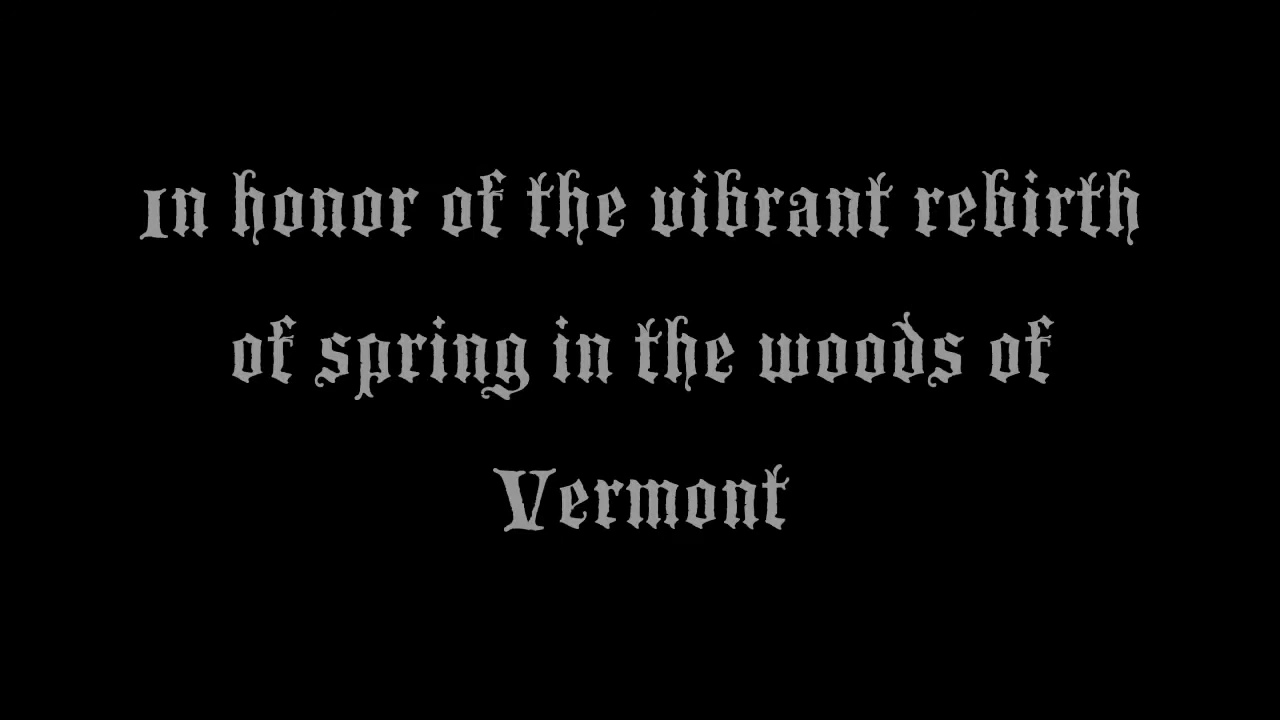 In honor of the vibrant rebirth
of spring in the woods of
Vermont